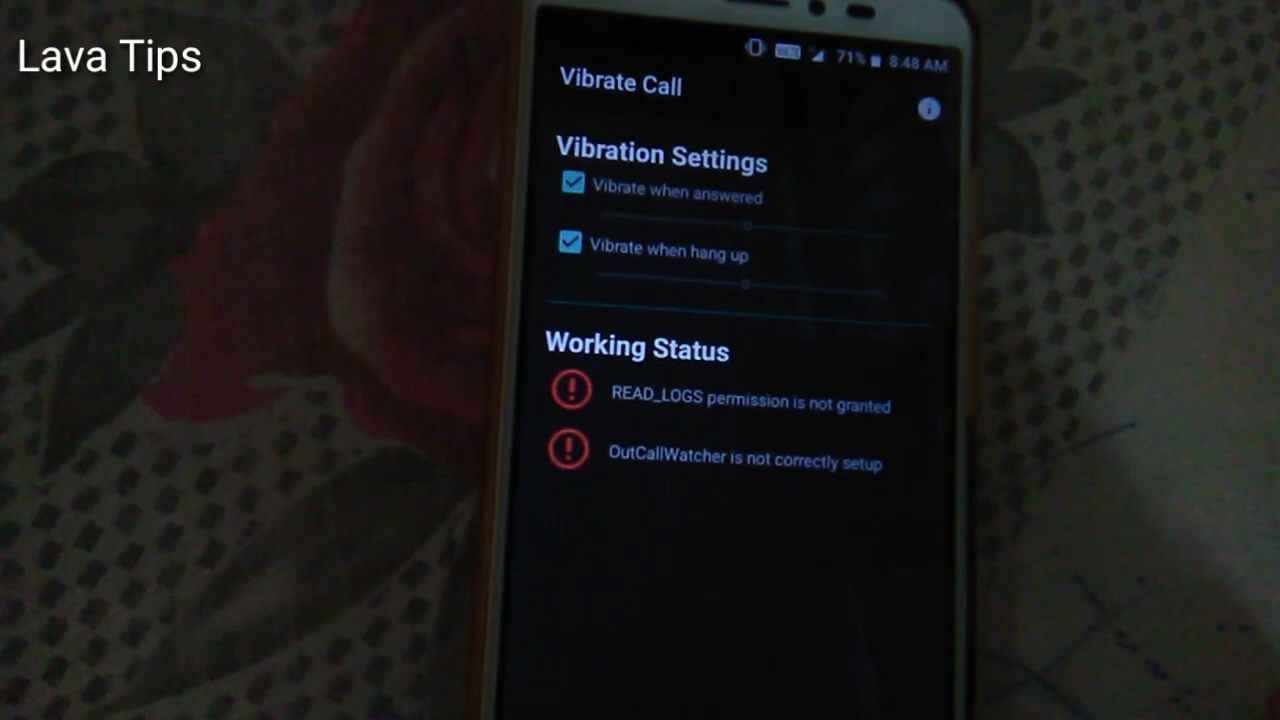 Lava Tips
VoLTE 71% 8:48 AM
Vibrate Call
Vibration Settings
Vibrate when answered
Vibrate when hang up
Working Status
READ_LOGS permission is not granted
OutCallWatcher is not correctly setup